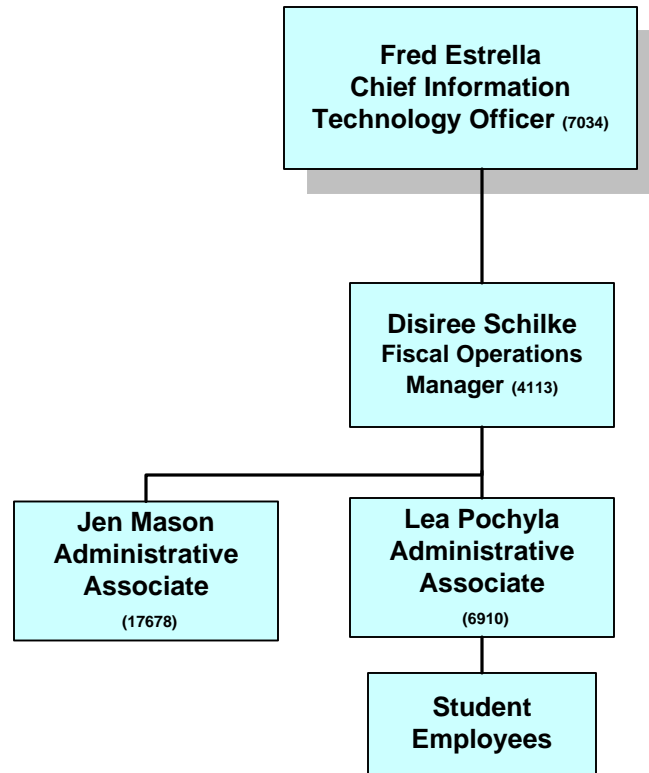 Fred Estrella
Chief Information
Technology Officer (7034)
Disiree Schilke
Fiscal Operations
Manager (4113)
Jen Mason
Administrative
Associate
(17678)
Lea Pochyla
Administrative
Associate
(6910)
Student
Employees